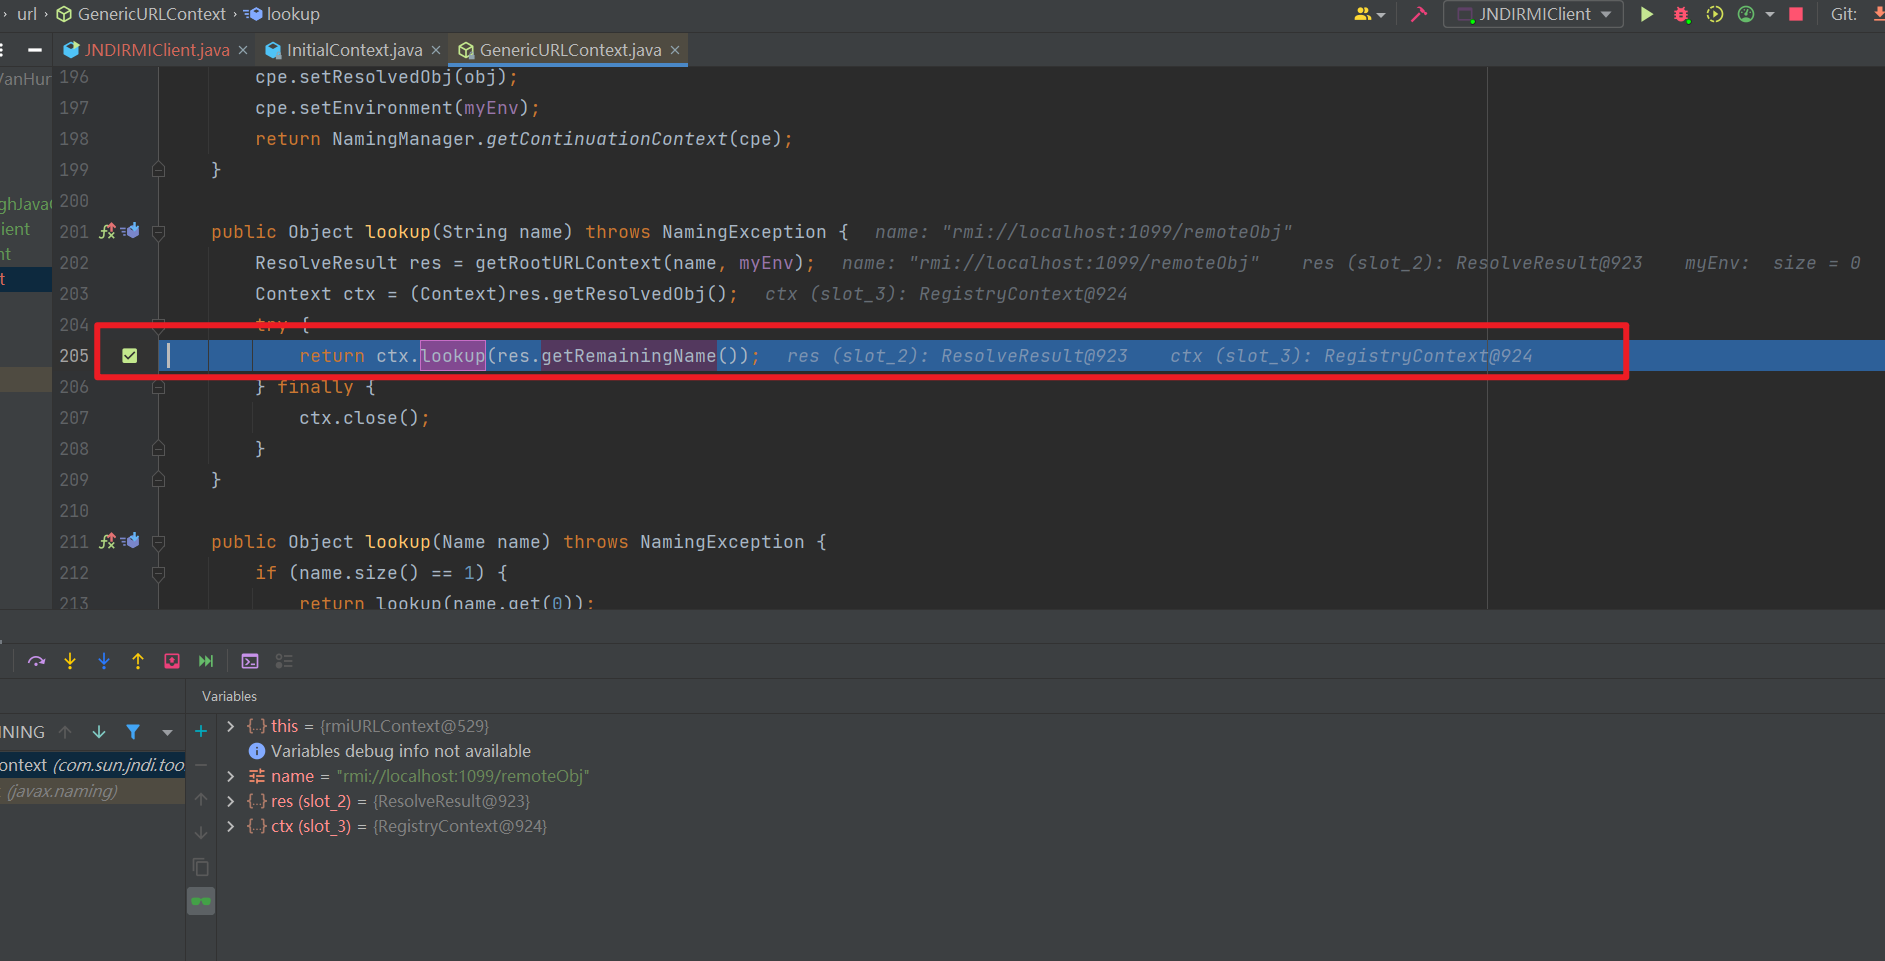 url › GenericURLContext › lookup
JNDIRMIClient
Git:
JNDIRMIClient.java
InitialContext.java
GenericURLContext.java
VanHur
ghJava
ient
nt
t
196 cpe.setResolvedObj(obj);
197 cpe.setEnvironment(myEnv);
198 return NamingManager.getContinuationContext(cpe);
199 }
200
201 public Object lookup(String name) throws NamingException { name: "rmi://localhost:1099/remoteObj"
202 ResolveResult res = getRootURLContext(name, myEnv); name: "rmi://localhost:1099/remoteObj" res (slot_2): ResolveResult@923 myEnv: size = 0
203 Context ctx = (Context)res.getResolvedObj(); ctx (slot_3): RegistryContext@924
204 try {
205 return ctx.lookup(res.getRemainingName()); res (slot_2): ResolveResult@923 ctx (slot_3): RegistryContext@924
206 } finally {
207 ctx.close();
208 }
209 }
210
211 public Object lookup(Name name) throws NamingException {
212 if (name.size() == 1) {
213 return lookup(name.get(0));
Variables
NING
ontext (com.sun.jndi.too
(javax.naming)
this = {rmiURLContext@529}
Variables debug info not available
name = "rmi://localhost:1099/remoteObj"
res (slot_2) = {ResolveResult@923}
ctx (slot_3) = {RegistryContext@924}